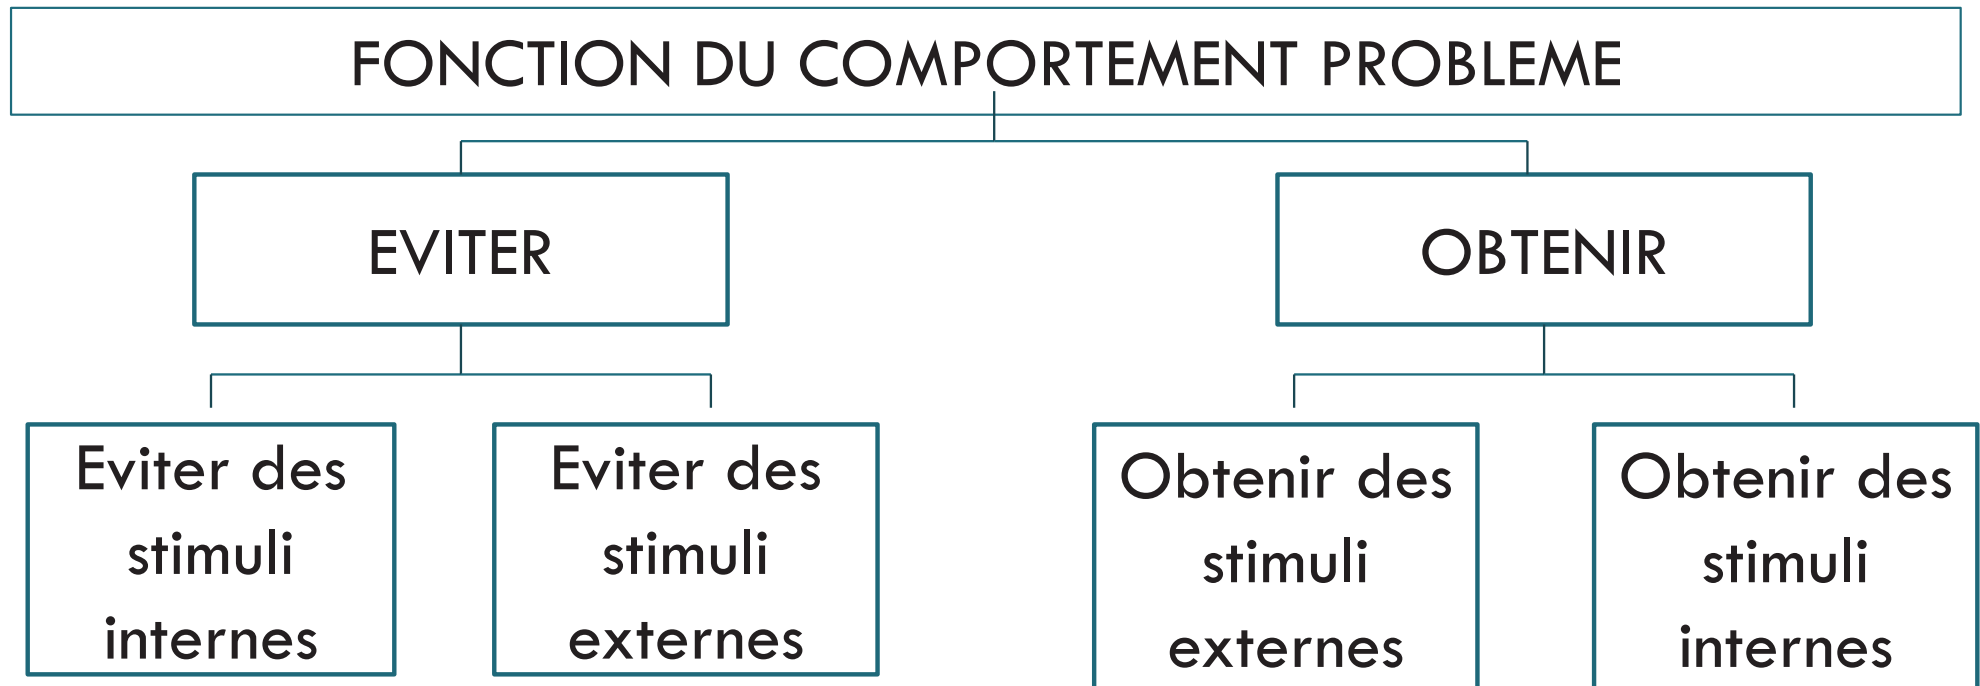 FONCTION DU COMPORTEMENT PROBLEME
EVITER
OBTENIR
Eviter des
stimuli
internes
Eviter des
stimuli
externes
Obtenir des
stimuli
externes
Obtenir des
stimuli
internes